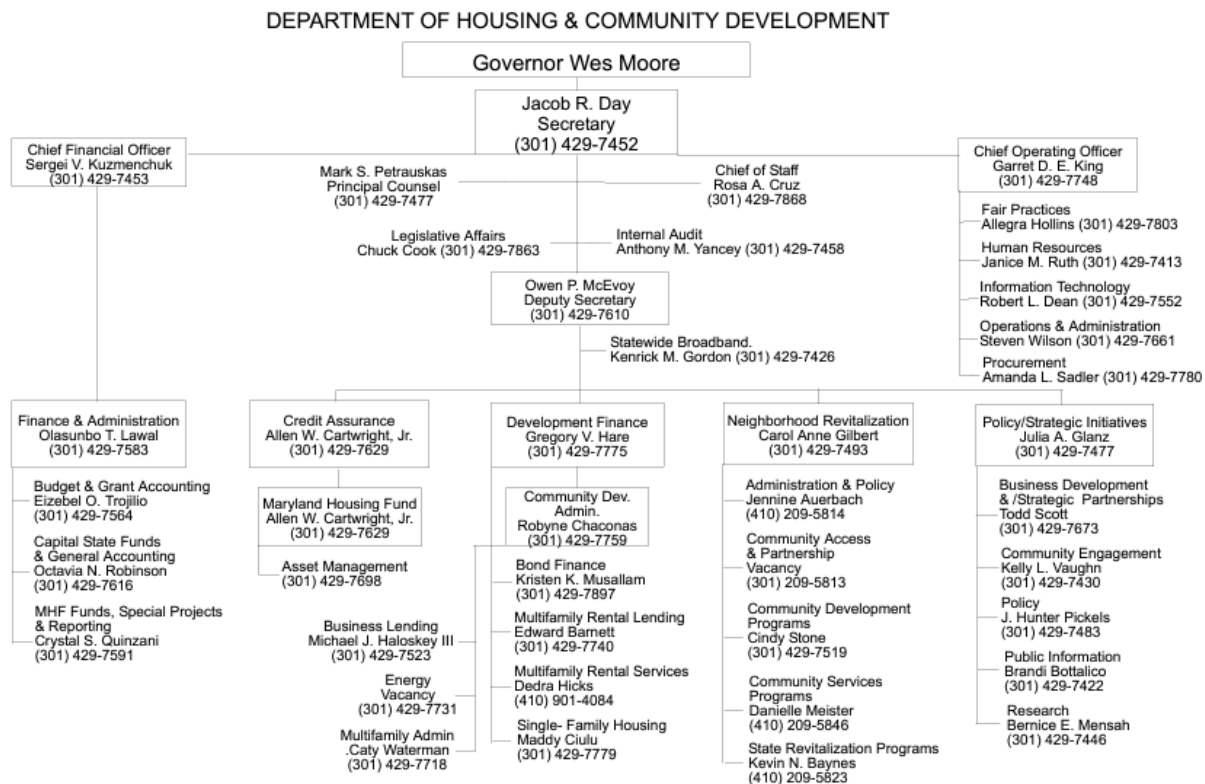 DEPARTMENT OF HOUSING & COMMUNITY DEVELOPMENT
Governor Wes Moore
Jacob R. Day
Secretary
(301) 429-7452
Chief Financial Officer
Sergei V. Kuzmenchuk
(301) 429-7453
Chief Operating Officer
Garret D. E. King
(301) 429-7748
Mark S. Petrauskas
Principal Counsel
(301) 429-7477
Chief of Staff
Rosa A. Cruz
(301) 429-7868
Legislative Affairs
Chuck Cook (301) 429-7863
Internal Audit
Anthony M. Yancey (301) 429-7458
Fair Practices
Allegra Hollins (301) 429-7803
Human Resources
Janice M. Ruth (301) 429-7413
Information Technology
Robert L. Dean (301) 429-7552
Operations & Administration
Steven Wilson (301) 429-7661
Procurement
Amanda L. Sadler (301) 429-7780
Owen P. McEvoy
Deputy Secretary
(301) 429-7610
Statewide Broadband.
Kenrick M. Gordon (301) 429-7426
Finance & Administration
Olasunbo T. Lawal
(301) 429-7583
Budget & Grant Accounting
Eizebel O. Trojilio
(301) 429-7564
Capital State Funds
& General Accounting
Octavia N. Robinson
(301) 429-7616
MHF Funds, Special Projects
& Reporting
Crystal S. Quinzani
(301) 429-7591
Credit Assurance
Allen W. Cartwright, Jr.
(301) 429-7629
Maryland Housing Fund
Allen W. Cartwright, Jr.
(301) 429-7629
Asset Management
(301) 429-7698
Development Finance
Gregory V. Hare
(301) 429-7775
Community Dev.
Admin.
Robyne Chaconas
(301) 429-7759
Business Lending
Michael J. Haloskey III
(301) 429-7523
Energy
Vacancy
(301) 429-7731
Multifamily Admin
.Caty Waterman
(301) 429-7718
Bond Finance
Kristen K. Musallam
(301) 429-7897
Multifamily Rental Lending
Edward Barnett
(301) 429-7740
Multifamily Rental Services
Dedra Hicks
(410) 901-4084
Single- Family Housing
Maddy Ciulu
(301) 429-7779
Neighborhood Revitalization
Carol Anne Gilbert
(301) 429-7493
Administration & Policy
Jennine Auerbach
(410) 209-5814
Community Access
& Partnership
Vacancy
(301) 209-5813
Community Development
Programs
Cindy Stone
(301) 429-7519
Community Services
Programs
Danielle Meister
(410) 209-5846
State Revitalization Programs
Kevin N. Baynes
(410) 209-5823
Policy/Strategic Initiatives
Julia A. Glanz
(301) 429-7477
Business Development
& /Strategic Partnerships
Todd Scott
(301) 429-7673
Community Engagement
Kelly L. Vaughn
(301) 429-7430
Policy
J. Hunter Pickels
(301) 429-7483
Public Information
Brandi Bottalico
(301) 429-7422
Research
Bernice E. Mensah
(301) 429-7446